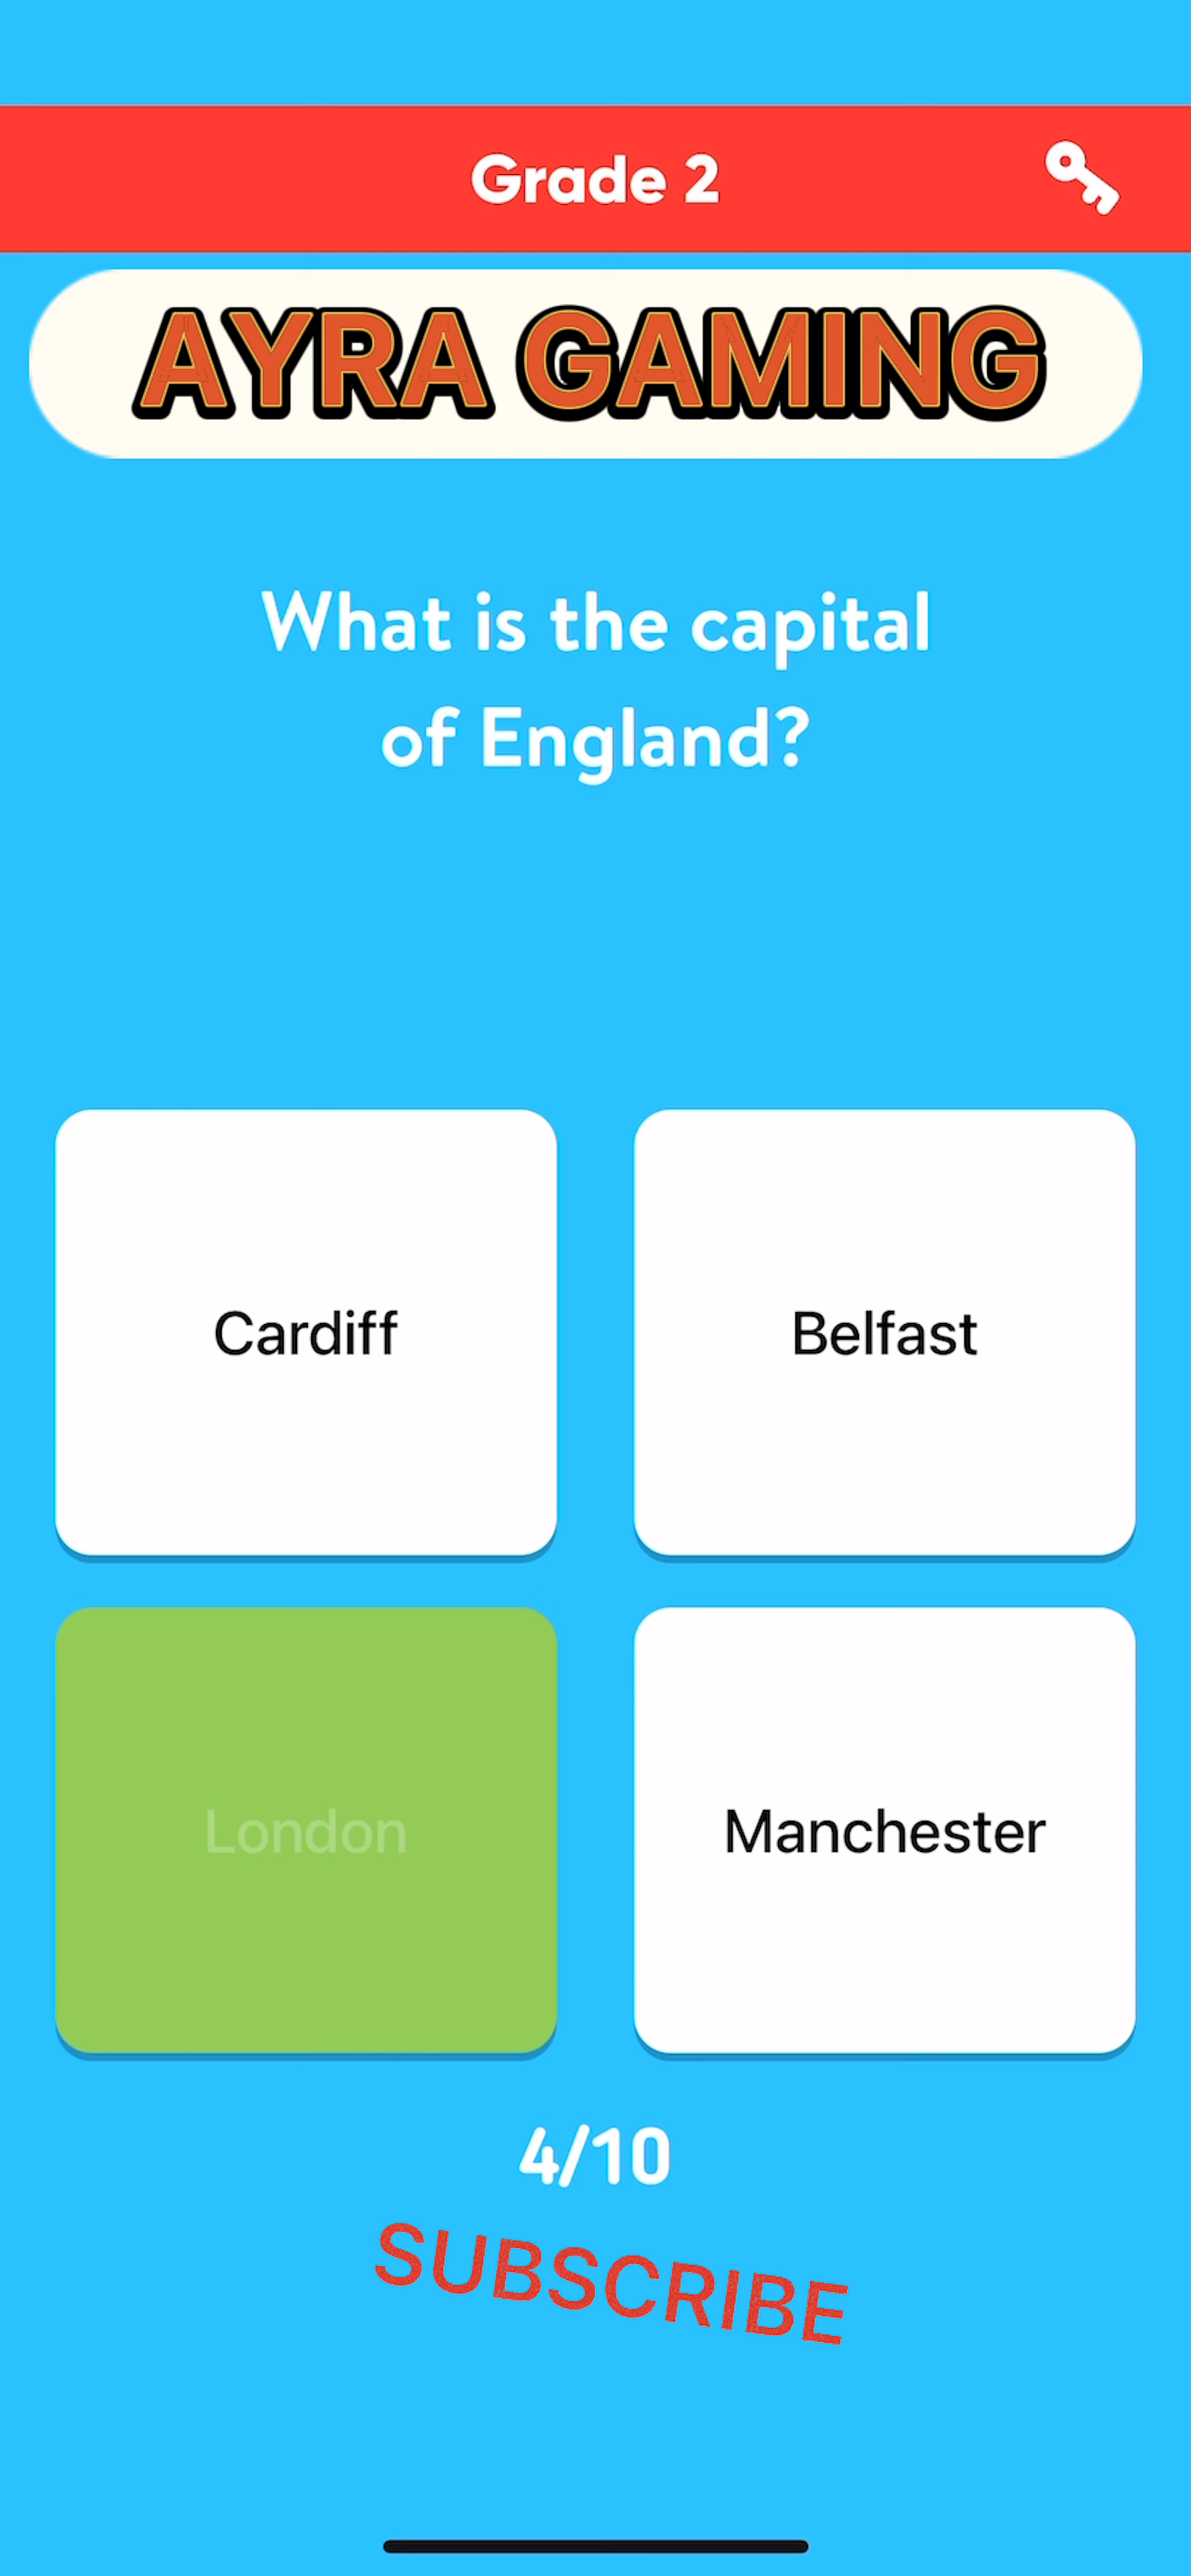 Grade 2
AYRA GAMING
What is the capital
of England?
Cardiff
Belfast
London
Manchester
4/10
SUBSCRIBE